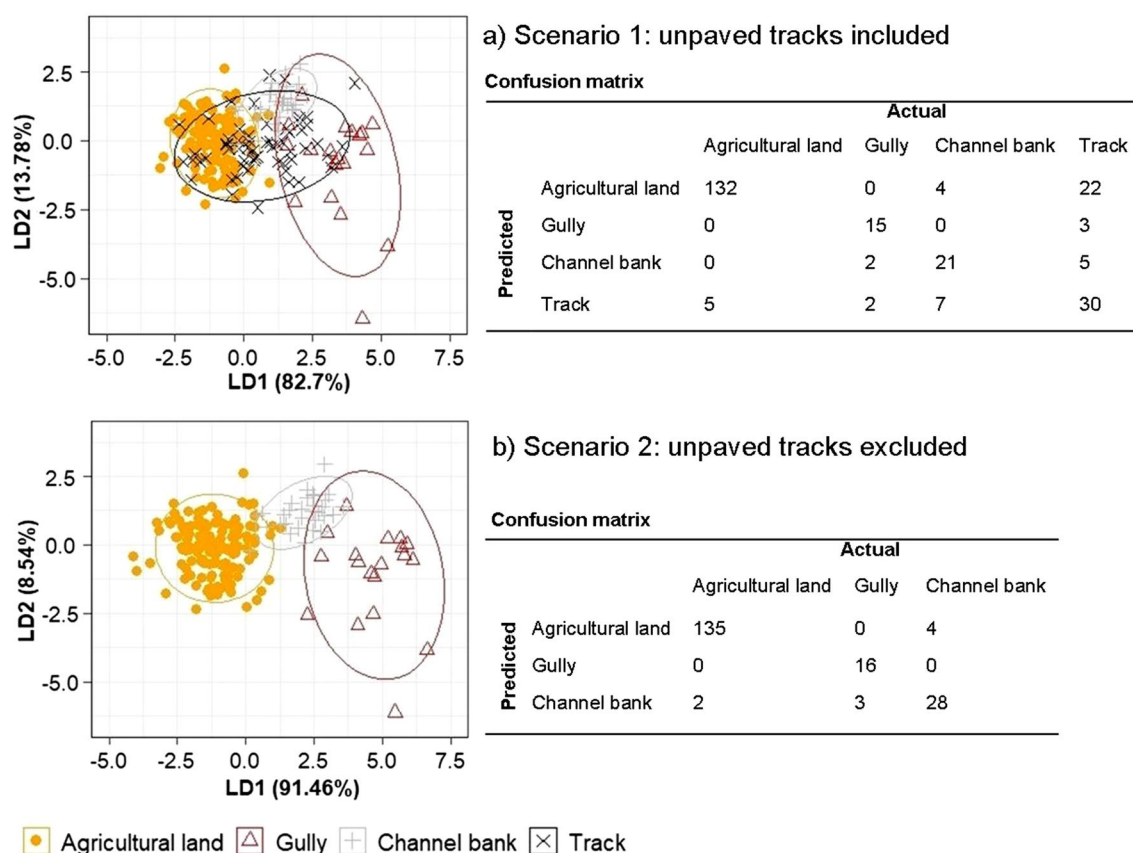 a) Scenario 1: unpaved tracks included
LD2 (13.78%)
2.5
0.0
-2.5
-5.0
-5.0 -2.5 0.0 2.5 5.0 7.5
LD1 (82.7%)
Confusion matrix
Actual
Agricultural land Gully Channel bank Track
Predicted
Agricultural land 132 0 4 22
Gully 0 15 0 3
Channel bank 0 2 21 5
Track 5 2 7 30
b) Scenario 2: unpaved tracks excluded
LD2 (8.54%)
2.5
0.0
-2.5
-5.0
-5.0 -2.5 0.0 2.5 5.0 7.5
LD1 (91.46%)
Confusion matrix
Actual
Agricultural land Gully Channel bank
Predicted
Agricultural land 135 0 4
Gully 0 16 0
Channel bank 2 3 28
Agricultural land Gully Channel bank Track